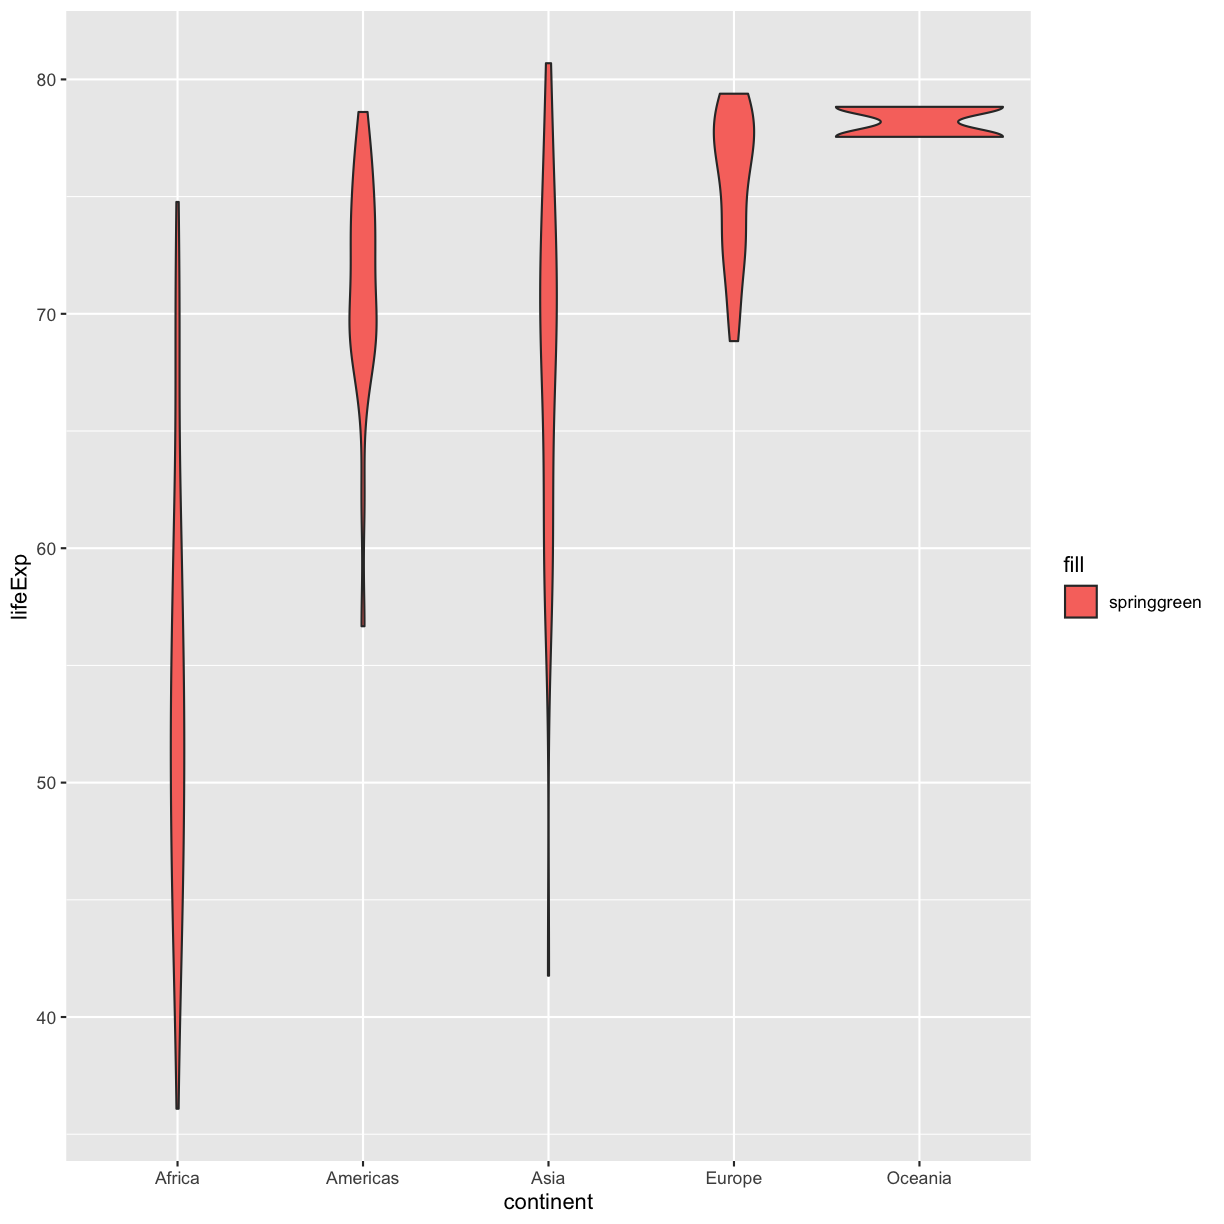 80
70
60
50
40
lifeExp
Africa
Americas
Asia
Europe
Oceania
continent
fill
springgreen